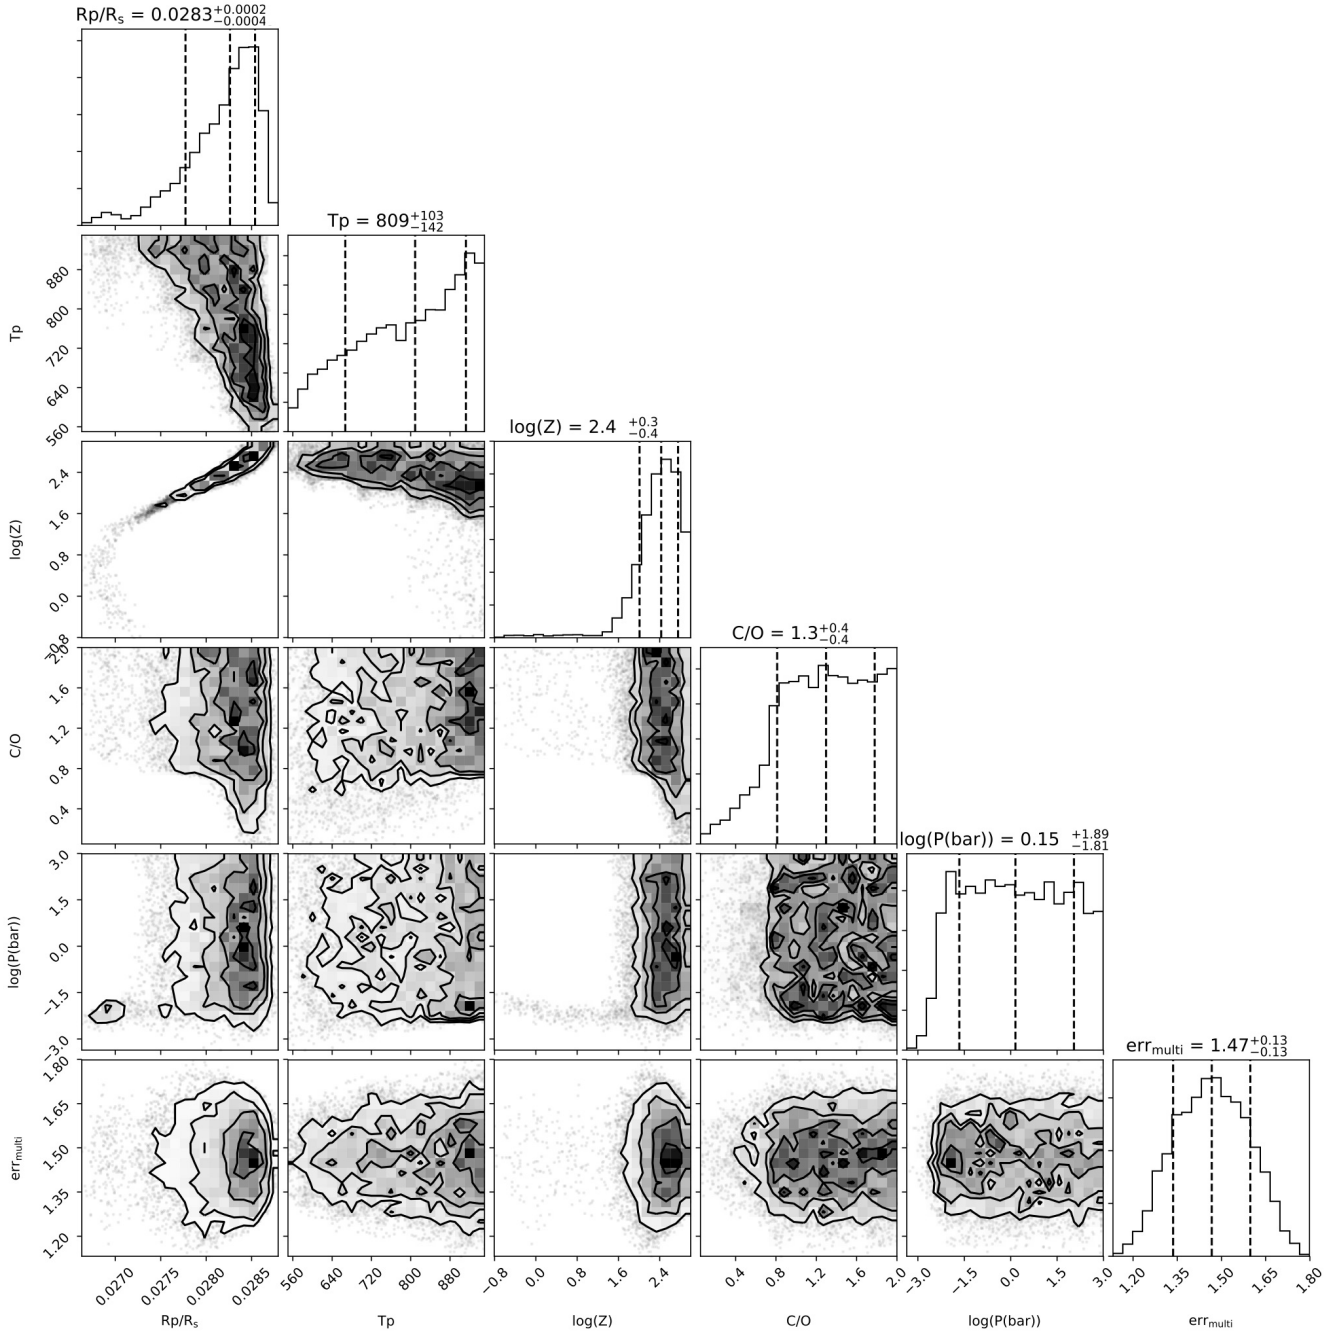 Rp/Rs = 0.0283 +0.0002 −0.0004
Tp = 809 +103 −142
880
800
720
640
560
Tp
log(Z) = 2.4 +0.3 −0.4
2.4
1.6
0.8
0.0
log(Z)
C/O = 1.3 +0.4 −0.4
1.6
1.2
0.8
0.4
C/O
log(P(bar)) = 0.15 +1.89 −1.81
3.0
1.5
0.0
−1.5
−3.0
log(P(bar))
err multi = 1.47 +0.13 −0.13
1.80
1.65
1.50
1.35
1.20
err multi
0.0270 0.0275 0.0280 0.0285
560 640 720 800 880
−0.8 0.0 0.8 1.6 2.4
0.4 0.8 1.2 1.6 2.0
−3.0 −1.5 0.0 1.5 3.0
1.20 1.35 1.50 1.65 1.80
Rp/Rs Tp log(Z) C/O log(P(bar)) err multi